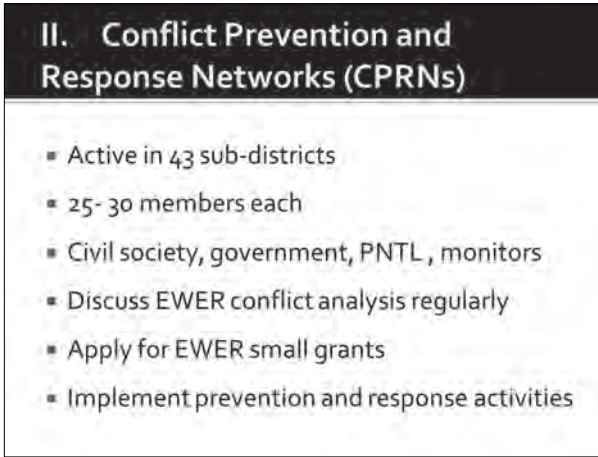 II. Conflict Prevention and
Response Networks (CPRNs)
▪ Active in 43 sub-districts
▪ 25- 30 members each
▪ Civil society, government, PNTL , monitors
▪ Discuss EWER conflict analysis regularly
▪ Apply for EWER small grants
▪ Implement prevention and response activities